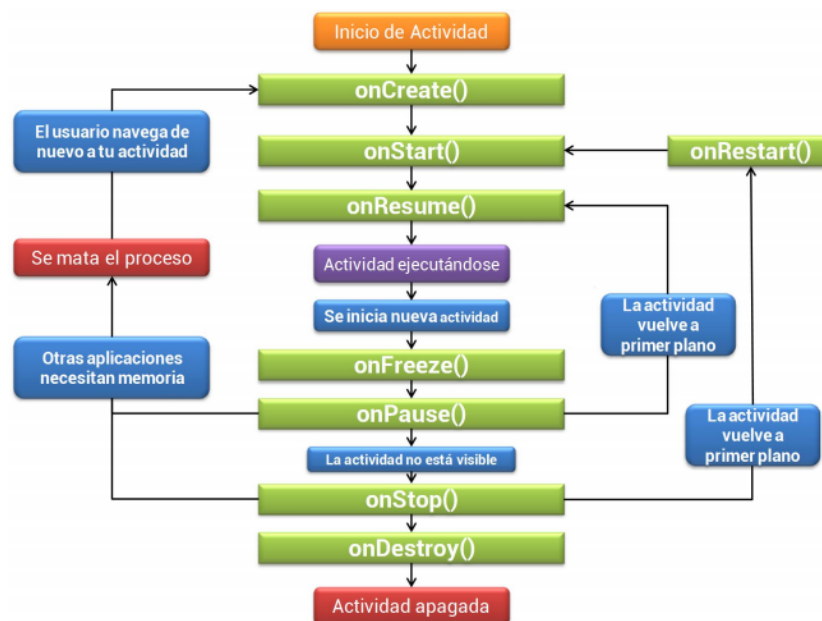 Inicio de Actividad
onCreate()
El usuario navega de
nuevo a tu actividad
onStart()
onRestart()
onResume()
Se mata el proceso
Actividad ejecutándose
Se inicia nueva actividad
La actividad
vuelve a
primer plano
Otras aplicaciones
necesitan memoria
onFreeze()
onPause()
La actividad
vuelve a
primer plano
La actividad no está visible
onStop()
onDestroy()
Actividad apagada